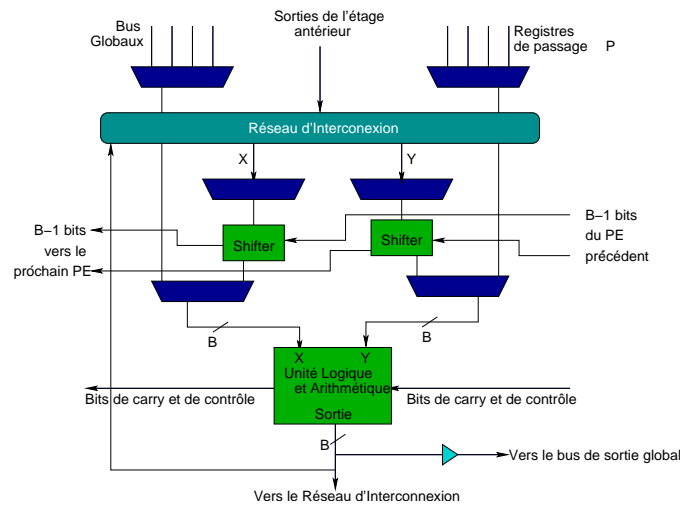 Bus
Globaux
Sorties de l'étage
antérieur
Registres
de passage P
Réseau d'Interconexion
X
Y
B–1 bits
vers le
próchain PE
Shifter
Shifter
B–1 bits
du PE
précédent
B
B
X Y
Unité Logique
et Arithmétique
Sortie
Bits de carry et de contrôle
Bits de carry et de contrôle
B
Vers le bus de sortie global
Vers le Réseau d'Interconnexion